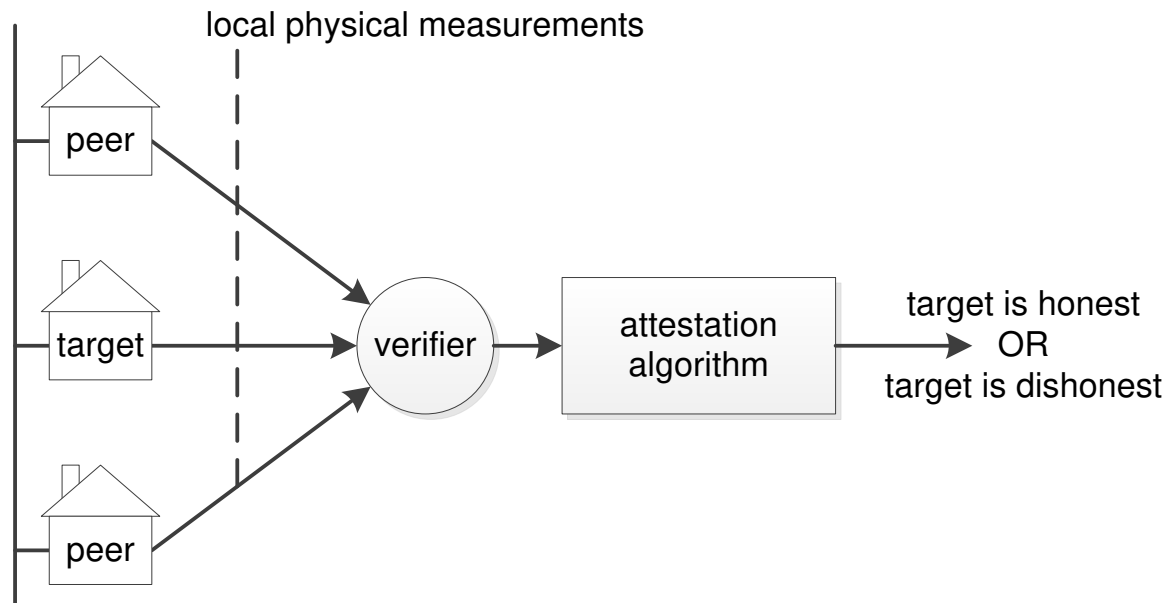 local physical measurements
peer
target
peer
verifier
attestation
algorithm
target is honest
OR
target is dishonest